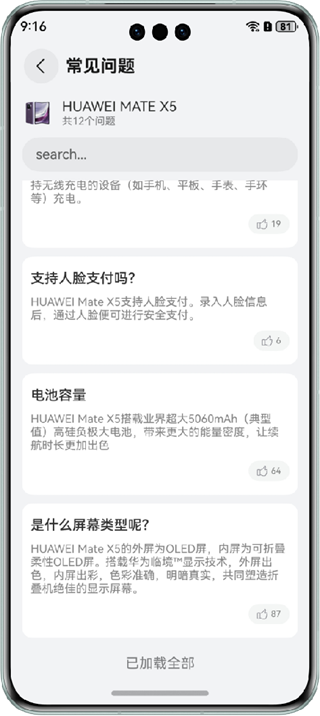 9:16
81
常见问题
HUAWEI MATE X5
共12个问题
search...
持无线充电的设备（如手机、平板、手表、手环
等）充电。
19
支持人脸支付吗？
HUAWEI Mate X5支持人脸支付。录入人脸信息
后，通过人脸便可进行安全支付。
6
电池容量
HUAWEI Mate X5搭载业界超大5060mAh（典型
值）高硅负极大电池，带来更大的能量密度，让续
航时长更加出色
64
是什么屏幕类型呢？
HUAWEI Mate X5的外屏为OLED屏，内屏为可折叠
柔性OLED屏。搭载华为临境™显示技术，外屏出
色，内屏出彩，色彩准确，明暗真实，共同塑造折
叠机绝佳的显示屏幕。
87
已加载全部